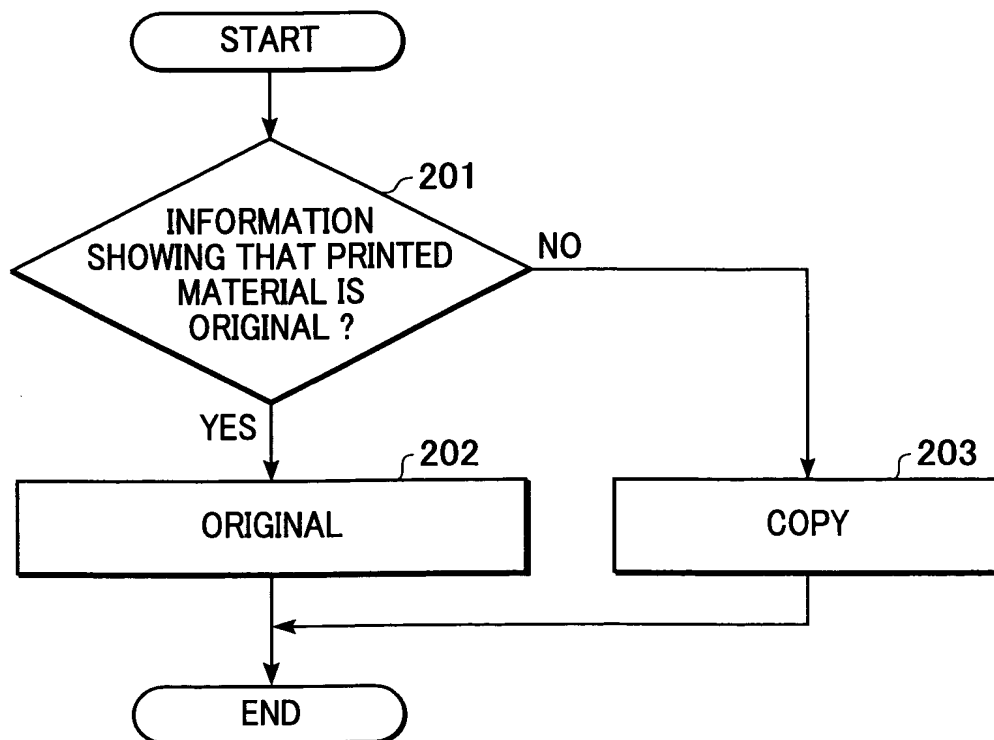 START
201
INFORMATION
SHOWING THAT PRINTED
MATERIAL IS
ORIGINAL ?
NO
YES
202
ORIGINAL
203
COPY
END